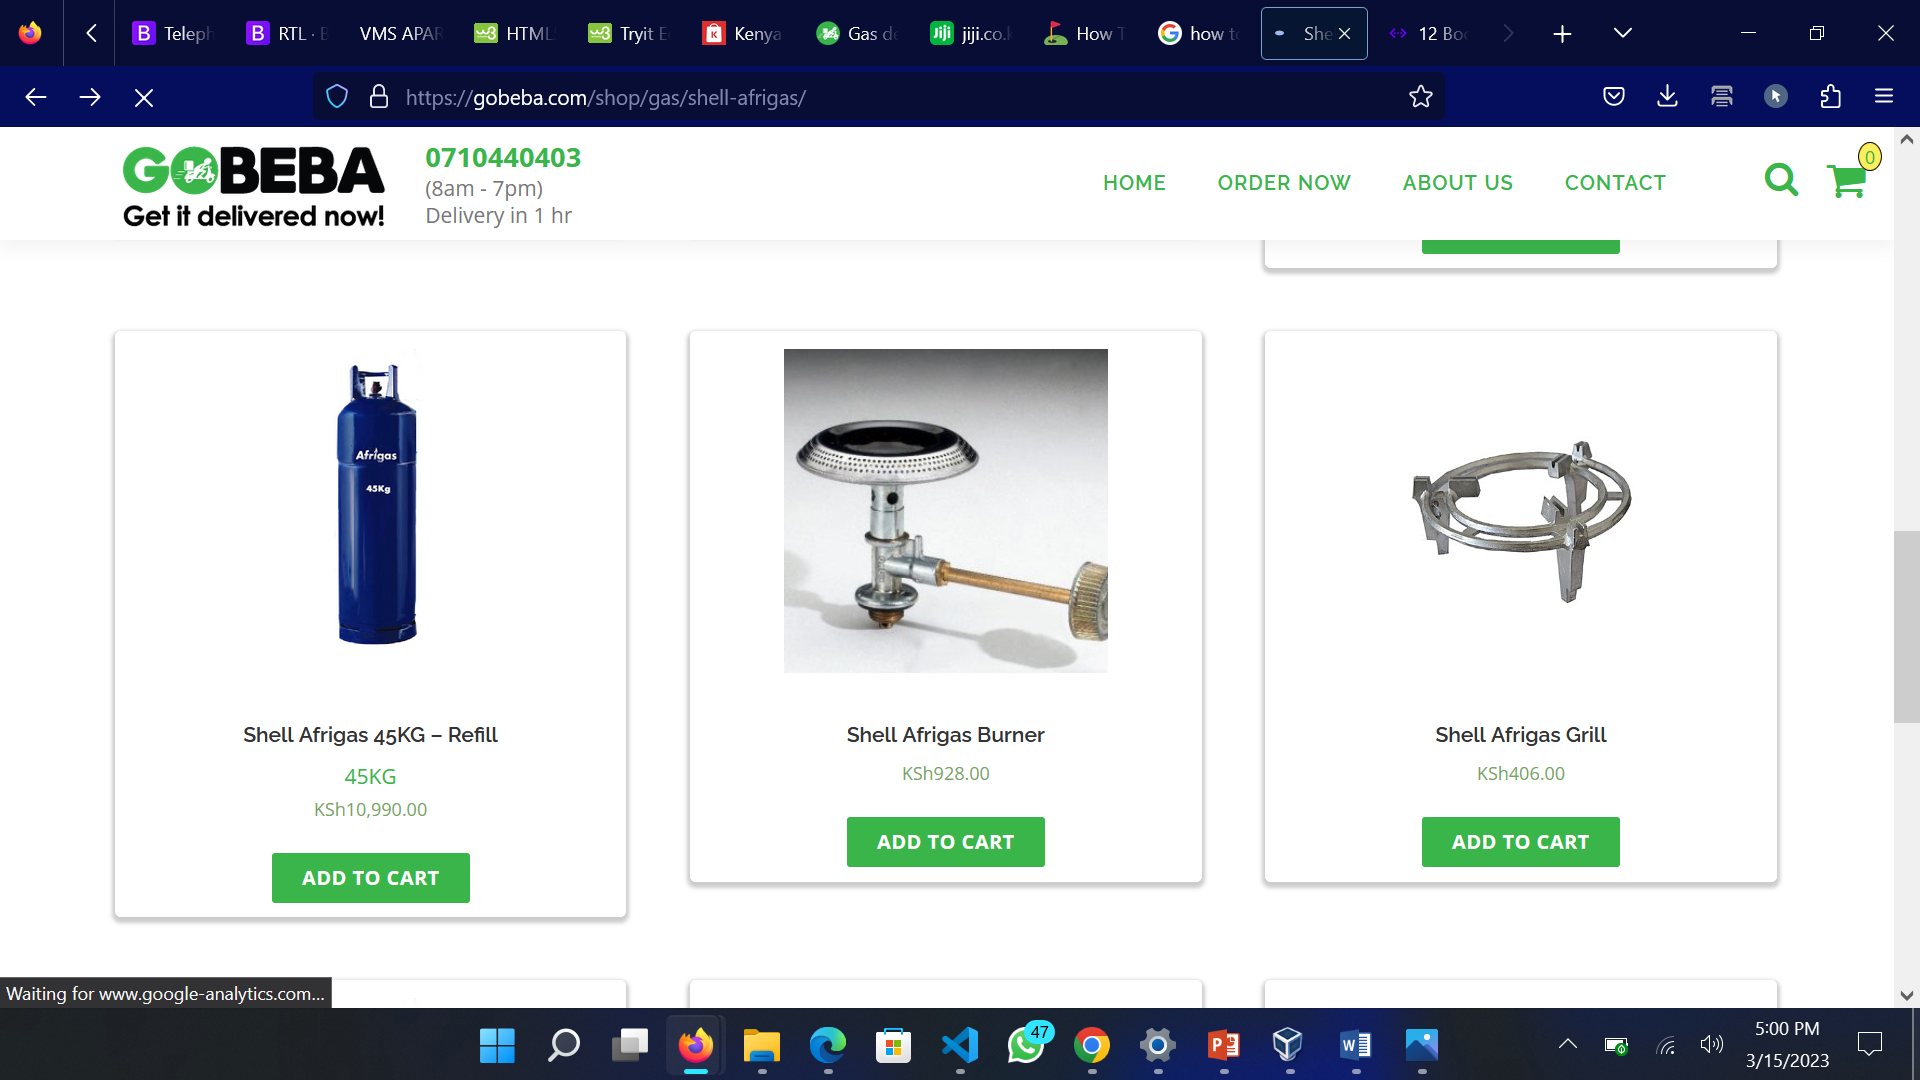 Teleph
RTL · B
VMS APAR
HTML
Tryit E
Kenya
Gas de
Jiji jiji.co.k
How T
how to
She
12 Boo
https://gobeba.com/shop/gas/shell-afrigas/
GOBEBA
Get it delivered now!
0710440403
(8am - 7pm)
Delivery in 1 hr
HOME
ORDER NOW
ABOUT US
CONTACT
0
Afrigas
45Kg
Shell Afrigas 45KG – Refill
45KG
KSh10,990.00
ADD TO CART
Shell Afrigas Burner
KSh928.00
ADD TO CART
Shell Afrigas Grill
KSh406.00
ADD TO CART
Waiting for www.google-analytics.com...
47
5:00 PM
3/15/2023